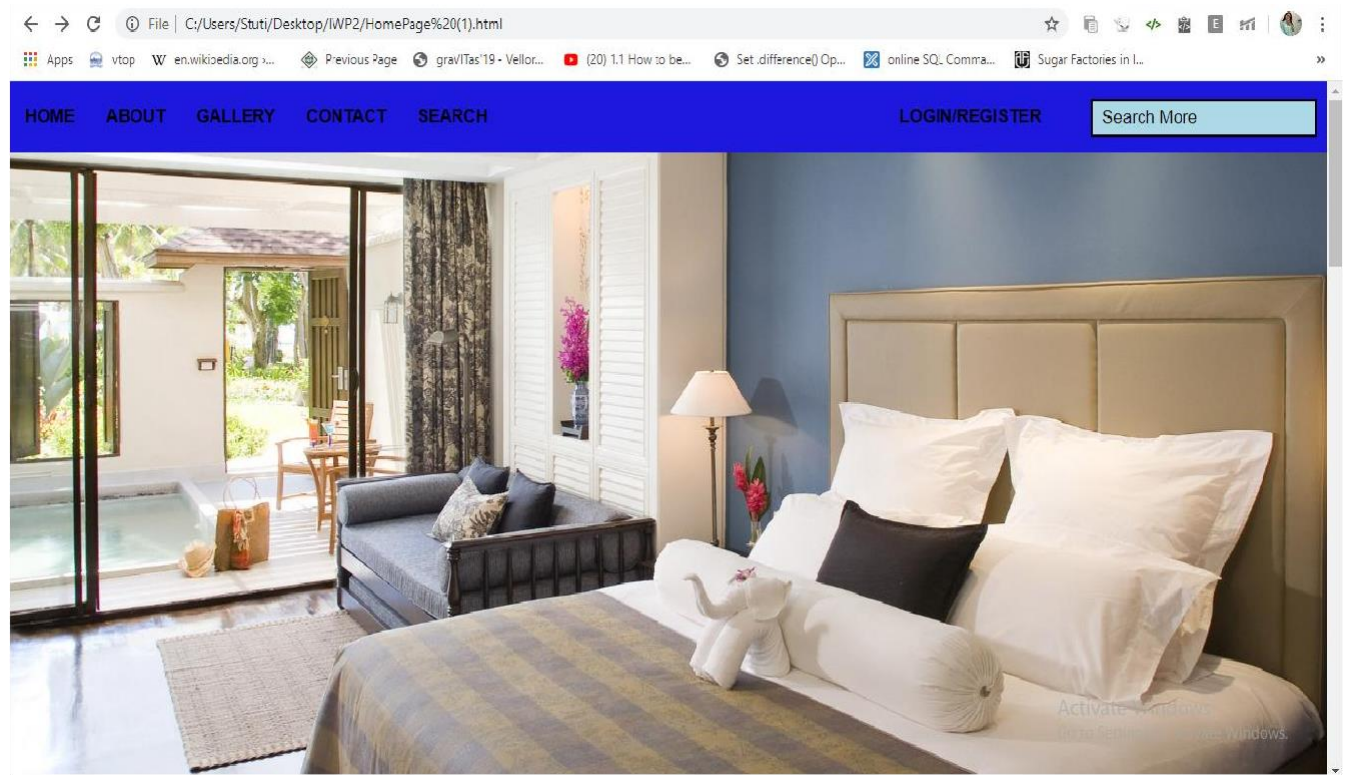 File | C:/Users/Stuti/Desktop/IWP2/HomePage%20(1).html
Apps vtop W en.wikipedia.org ›... Previous Page gravITas'19 - Vellor... (20) 1.1 How to be... Set .difference() Op... online SQL Comma... Sugar Factories in I... »
HOME ABOUT GALLERY CONTACT SEARCH LOGIN/REGISTER Search More
Activate Windows
Windows.